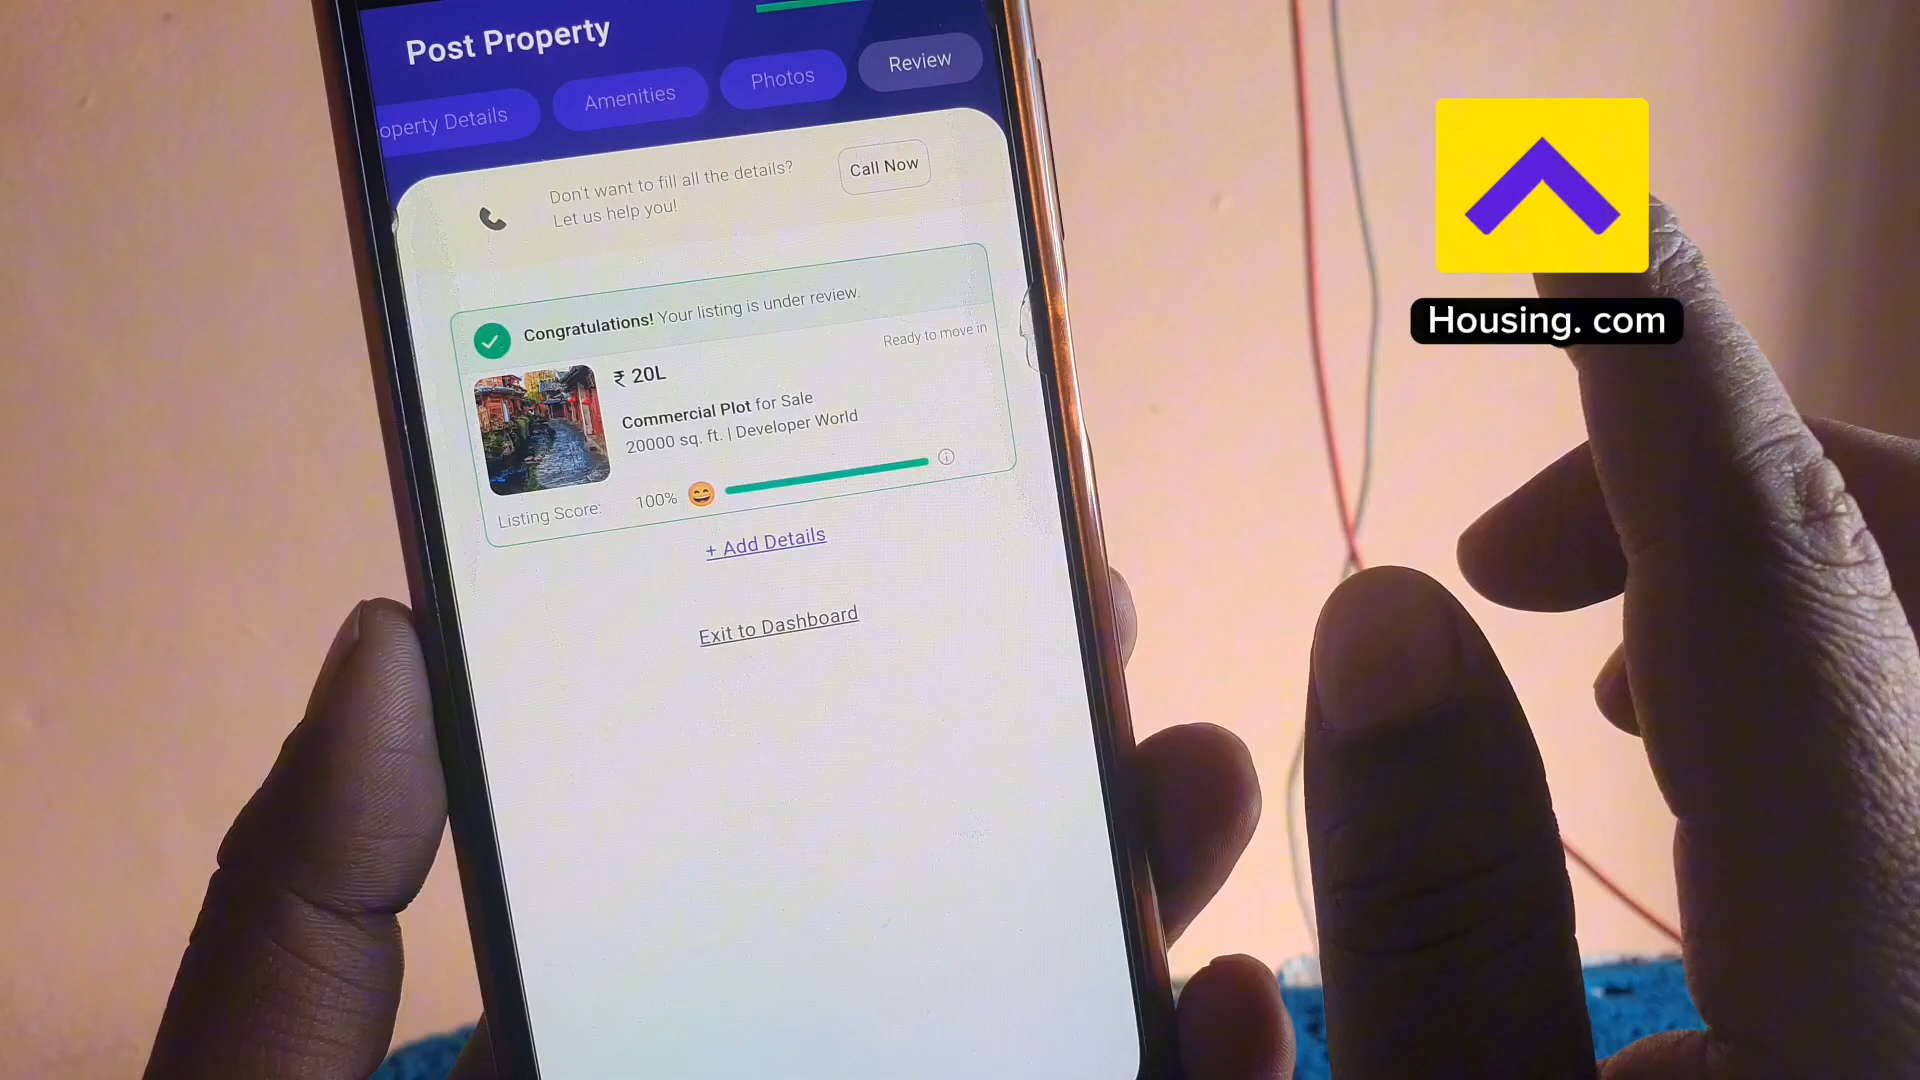 Post Property
operty Details
Amenities
Photos
Review
Don't want to fill all the details?
Let us help you!
Call Now
Congratulations! Your listing is under review.
Ready to move in
₹ 20L
Commercial Plot for Sale
20000 sq. ft. | Developer World
Listing Score: 100%
+ Add Details
Exit to Dashboard
Housing. com